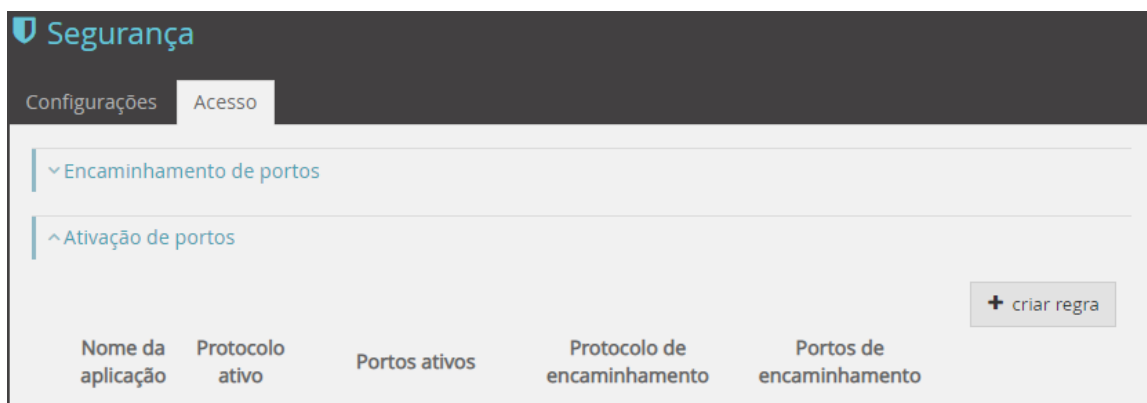 Segurança
Configurações Acesso
Encaminhamento de portos
Ativação de portos
+ criar regra
Nome da aplicação Protocolo ativo Portos ativos Protocolo de encaminhamento Portos de encaminhamento